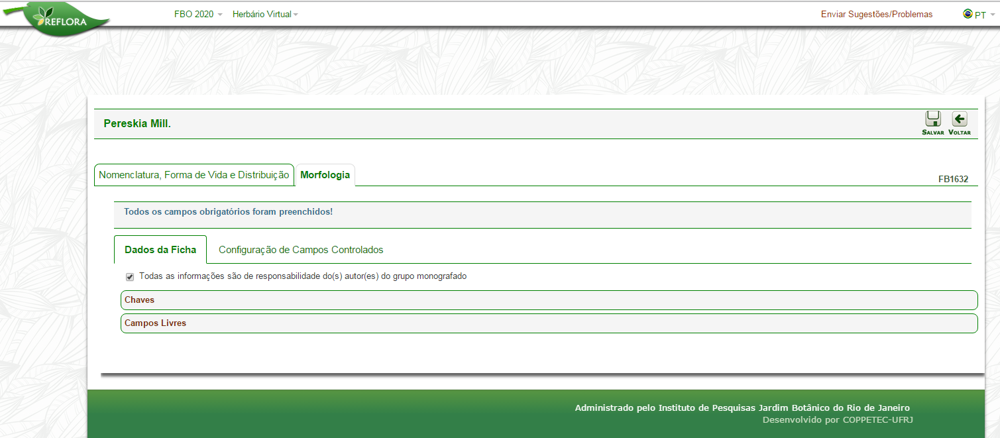 REFLORA
FBO 2020 Herbário Virtual Enviar Sugestões/Problemas PT
Pereskia Mill.
SALVAR VOLTAR
Nomenclatura, Forma de Vida e Distribuição Morfologia FB1632
Todos os campos obrigatórios foram preenchidos!
Dados da Ficha Configuração de Campos Controlados
Todas as informações são de responsabilidade do(s) autor(es) do grupo monografado
Chaves
Campos Livres
Administrado pelo Instituto de Pesquisas Jardim Botânico do Rio de Janeiro
Desenvolvido por COPPETEC-UFRJ